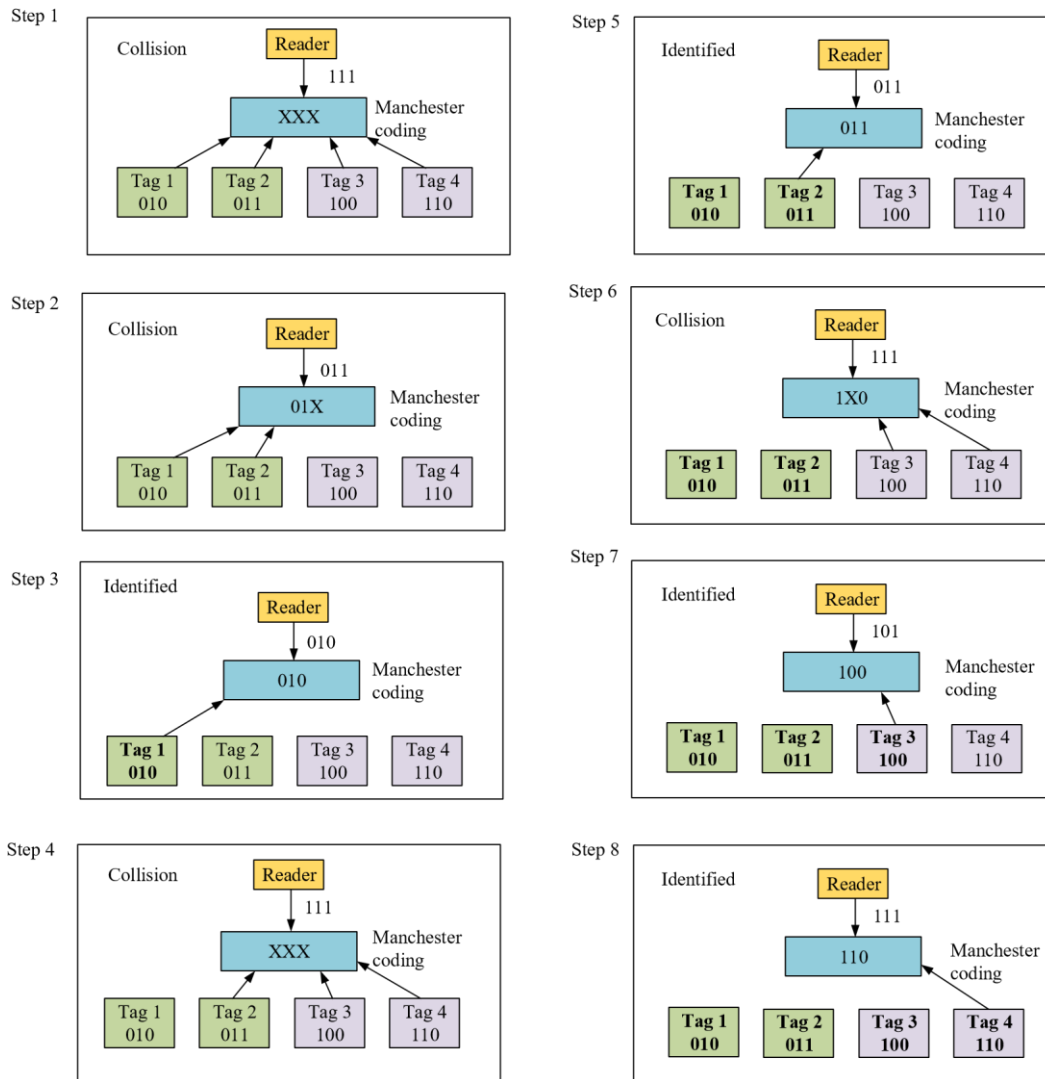 Step 1
Collision
Reader
111
XXX
Manchester
coding
Tag 1
010
Tag 2
011
Tag 3
100
Tag 4
110
Step 2
Collision
Reader
011
01X
Manchester
coding
Tag 1
010
Tag 2
011
Tag 3
100
Tag 4
110
Step 3
Identified
Reader
010
010
Manchester
coding
Tag 1
010
Tag 2
011
Tag 3
100
Tag 4
110
Step 4
Collision
Reader
111
XXX
Manchester
coding
Tag 1
010
Tag 2
011
Tag 3
100
Tag 4
110
Step 5
Identified
Reader
011
011
Manchester
coding
Tag 1
010
Tag 2
011
Tag 3
100
Tag 4
110
Step 6
Collision
Reader
111
1X0
Manchester
coding
Tag 1
010
Tag 2
011
Tag 3
100
Tag 4
110
Step 7
Identified
Reader
101
100
Manchester
coding
Tag 1
010
Tag 2
011
Tag 3
100
Tag 4
110
Step 8
Identified
Reader
111
110
Manchester
coding
Tag 1
010
Tag 2
011
Tag 3
100
Tag 4
110